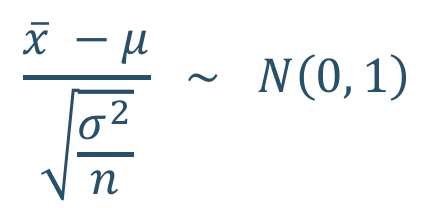 x̄ − μ
σ²
n
~ N(0, 1)